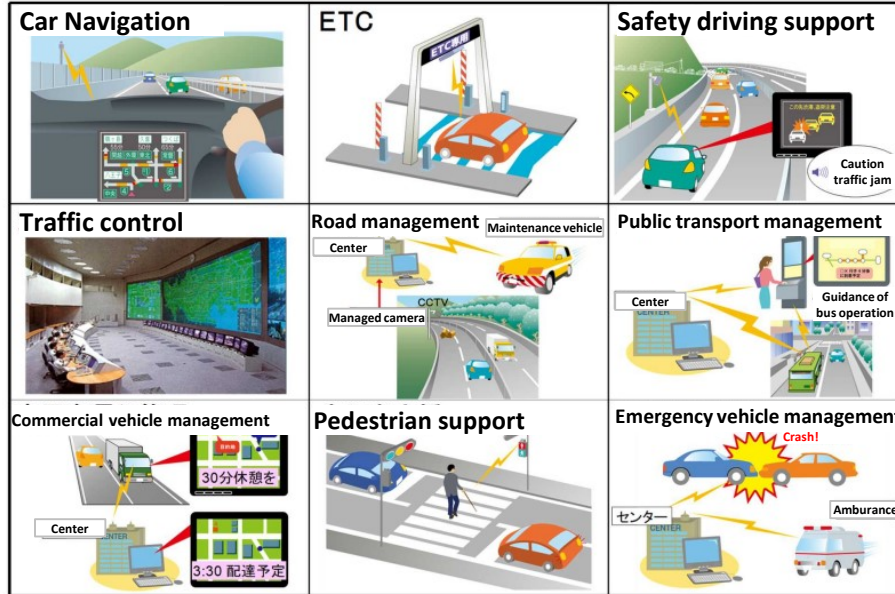 Car Navigation
ETC
ETC専用
Safety driving support
Caution
traffic jam
Traffic control
Road management
Maintenance vehicle
Center
CCTV
Managed camera
Public transport management
Center
CENTER
Guidance of
bus operation
Commercial vehicle management
30分休憩を
Center
CENTER
3:30 配達予定
Pedestrian support
Emergency vehicle management
Crash!
センター
CENTER
Amburance